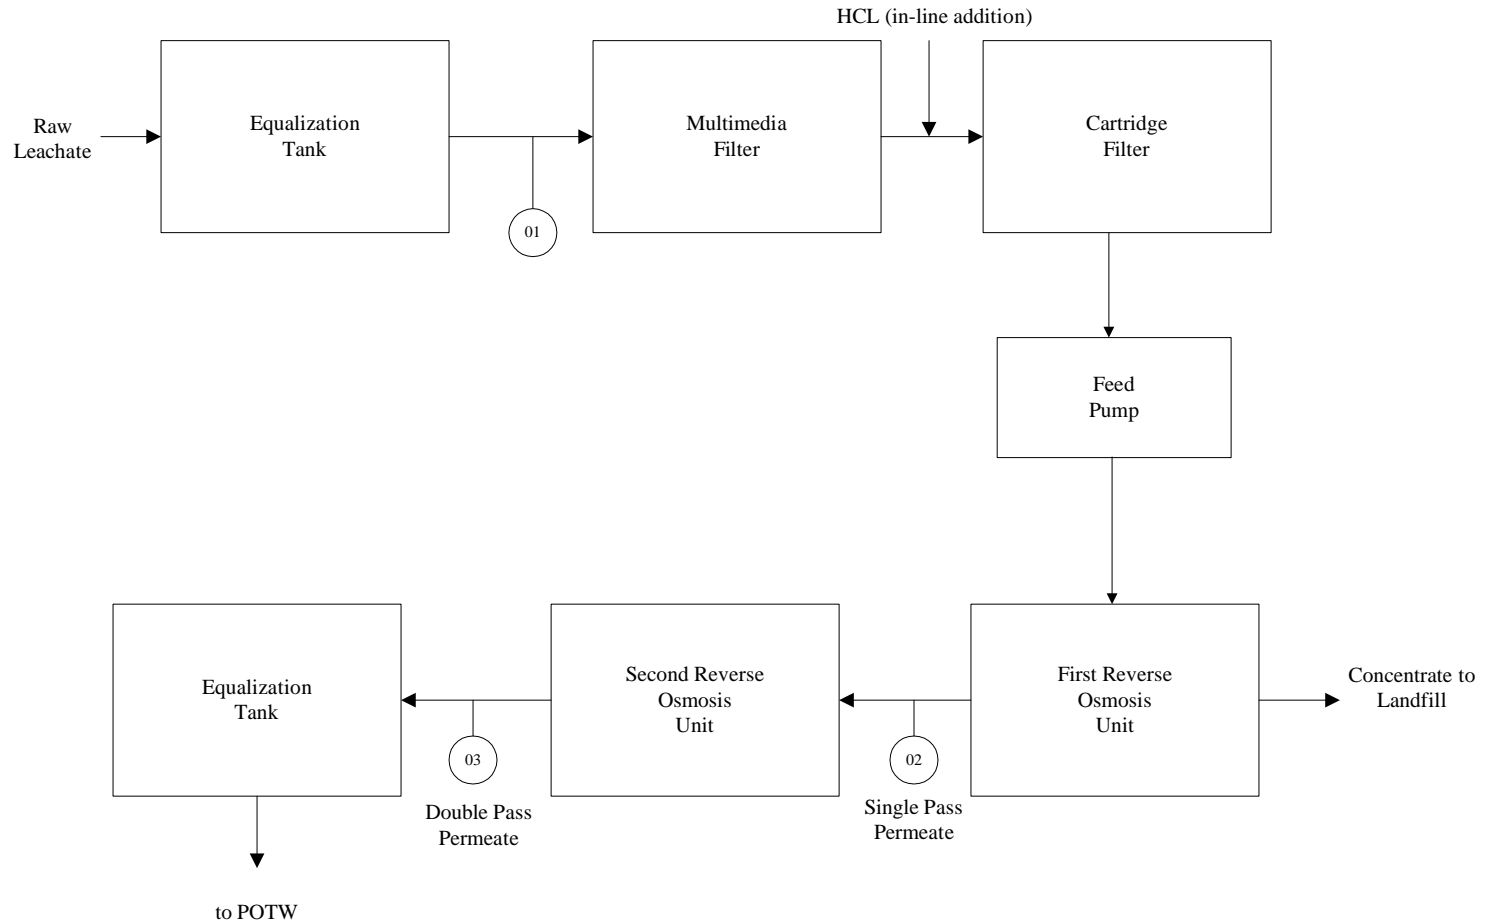 HCL (in-line addition)
Raw
Leachate
Equalization
Tank
Multimedia
Filter
Cartridge
Filter
01
Feed
Pump
Equalization
Tank
Second Reverse
Osmosis
Unit
First Reverse
Osmosis
Unit
Concentrate to
Landfill
03
02
Double Pass
Permeate
Single Pass
Permeate
to POTW